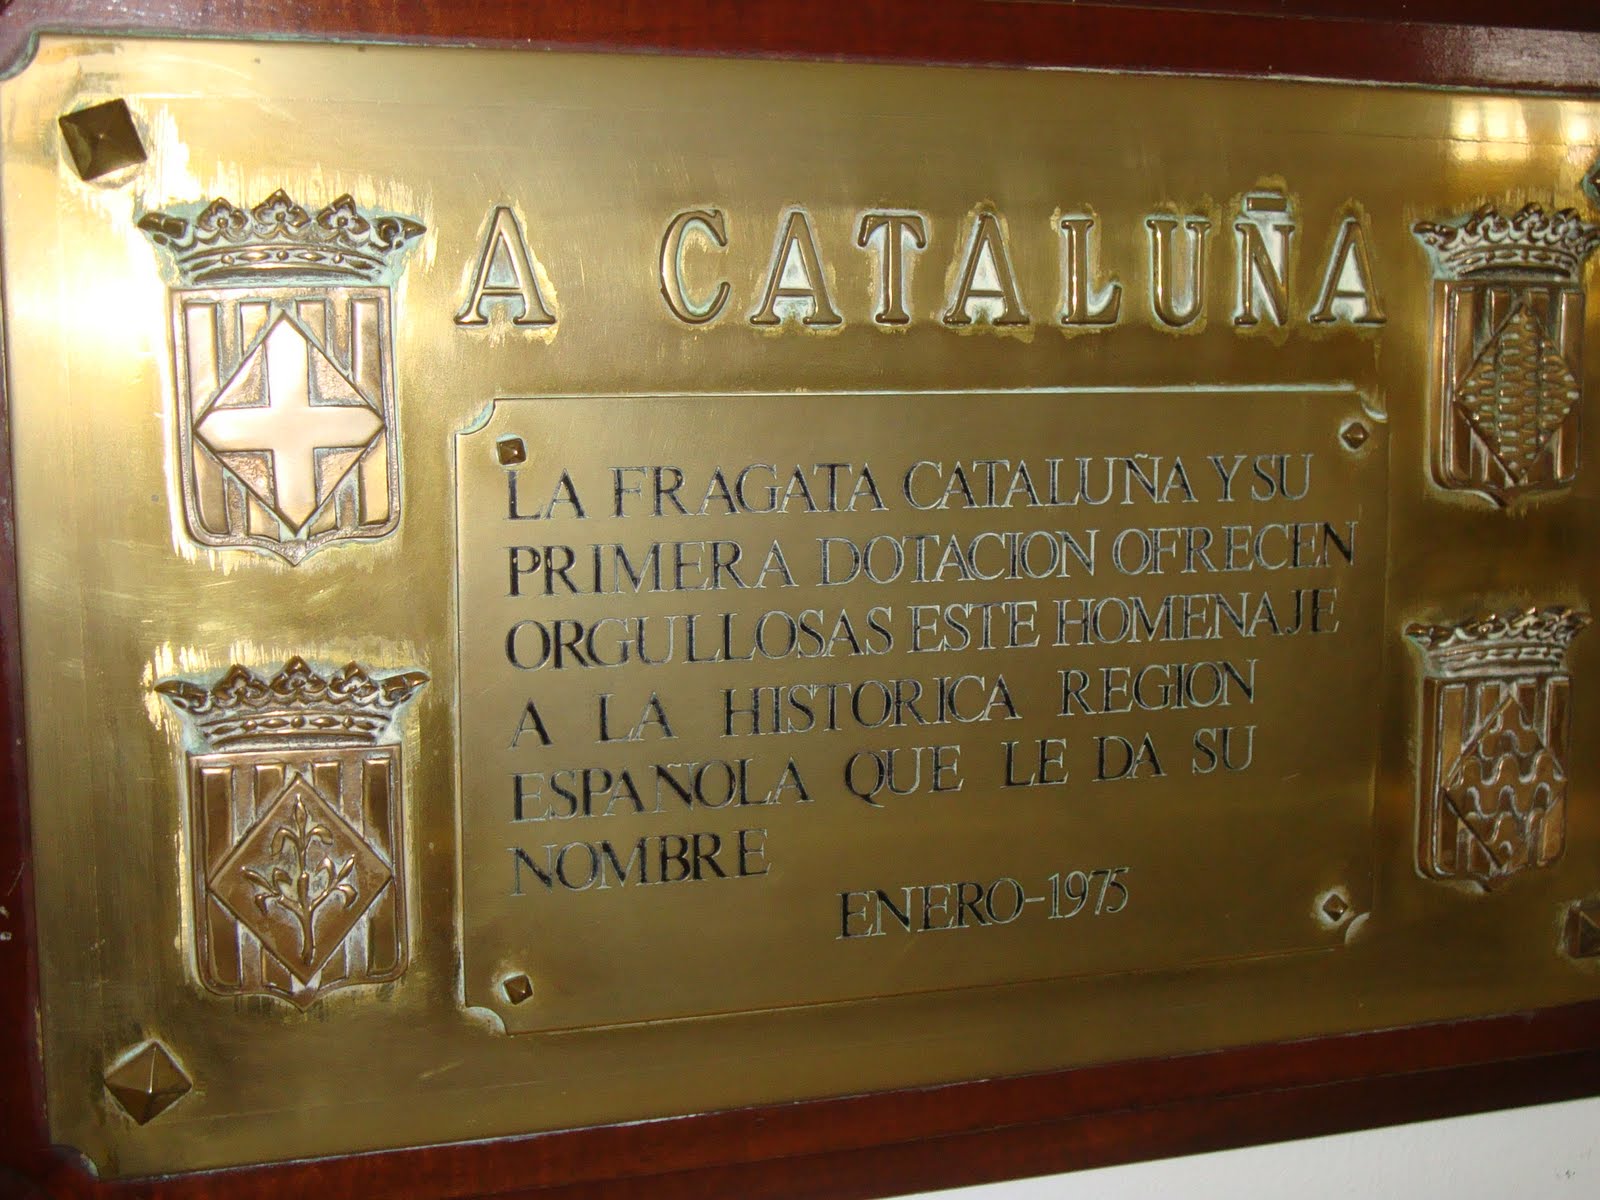 A CATALUÑA
LA FRAGATA CATALUÑA Y SU
PRIMERA DOTACION OFRECEN
ORGULLOSAS ESTE HOMENAJE
A LA HISTORICA REGION
ESPANOLA QUE LE DA SU
NOMBRE
ENERO-1975